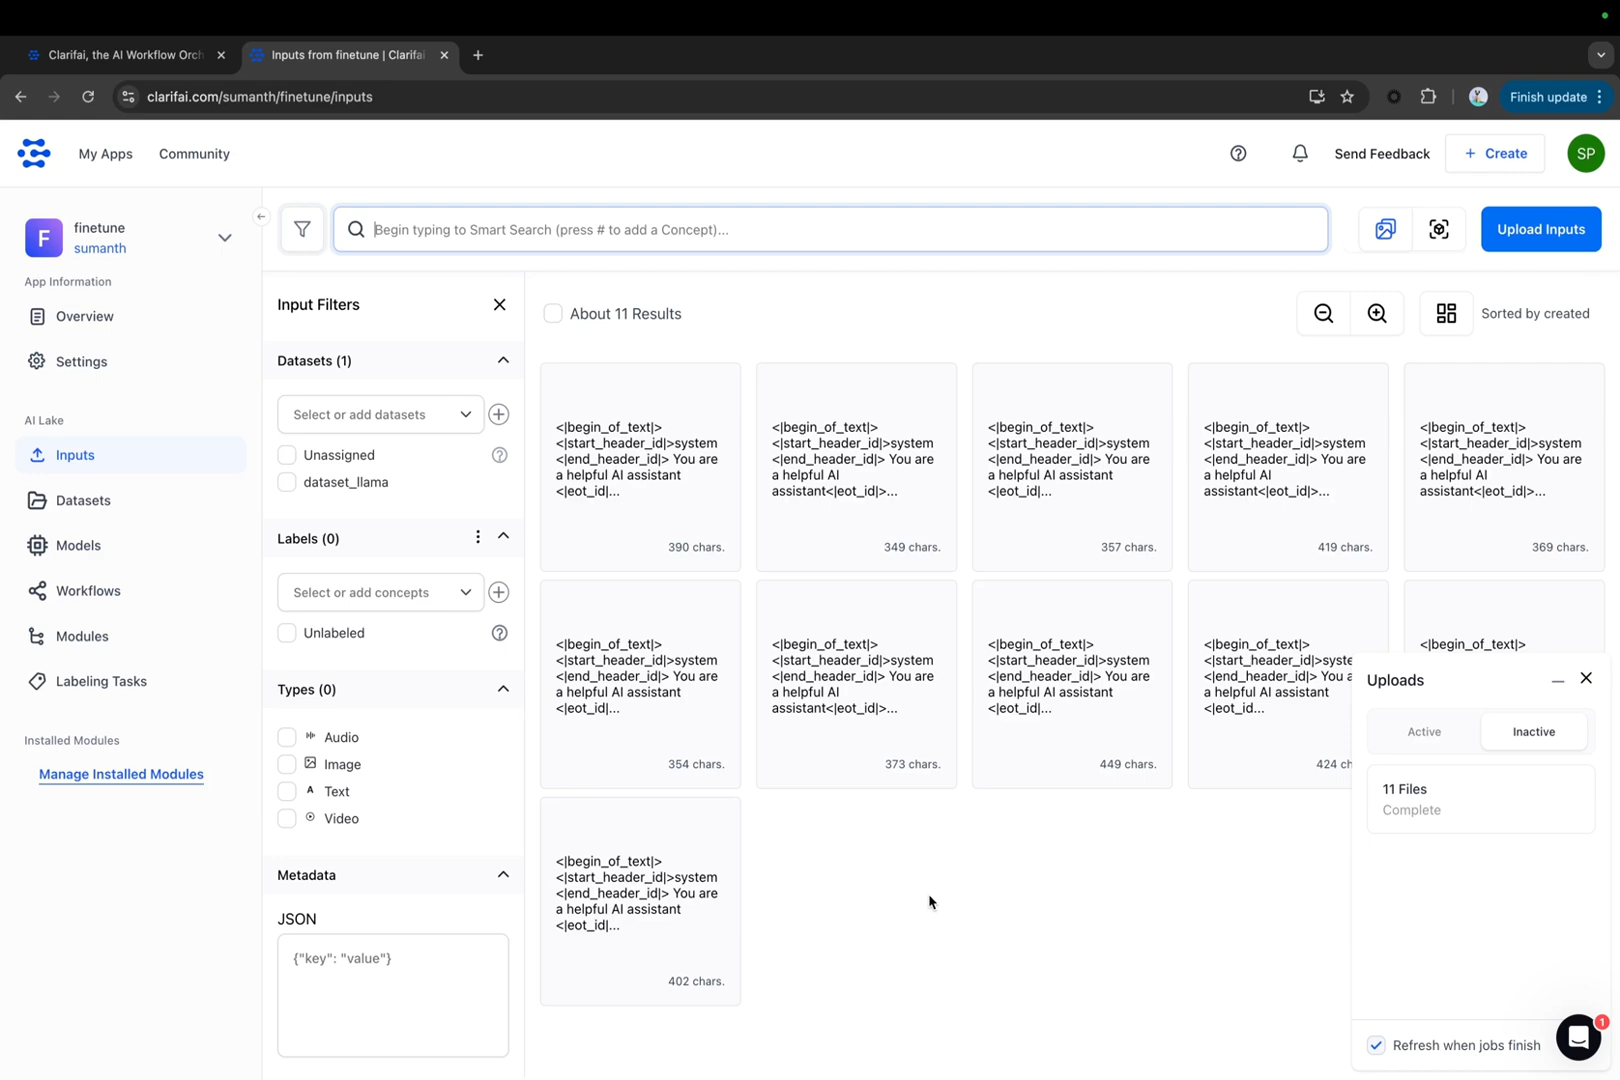 Clarifai, the AI Workflow Orch
Inputs from finetune | Clarifai
clarifai.com/sumanth/finetune/inputs
Finish update
My Apps
Community
Send Feedback
+ Create
SP
F
finetune
sumanth
App Information
Overview
Settings
AI Lake
Inputs
Datasets
Models
Workflows
Modules
Labeling Tasks
Installed Modules
Manage Installed Modules
Begin typing to Smart Search (press # to add a Concept)...
Upload Inputs
Input Filters
Datasets (1)
Select or add datasets
Unassigned
dataset_llama
Labels (0)
Select or add concepts
Unlabeled
Types (0)
Audio
Image
A Text
Video
Metadata
JSON
{"key": "value"}
About 11 Results
Sorted by created
<|begin_of_text|>
<|start_header_id|>system
<|end_header_id|> You are
a helpful AI assistant
<|eot_id|...
390 chars.
<|begin_of_text|>
<|start_header_id|>system
<|end_header_id|> You are
a helpful AI
assistant<|eot_id|>...
349 chars.
<|begin_of_text|>
<|start_header_id|>system
<|end_header_id|> You are
a helpful AI assistant
<|eot_id|...
357 chars.
<|begin_of_text|>
<|start_header_id|>system
<|end_header_id|> You are
a helpful AI
assistant<|eot_id|>...
419 chars.
<|begin_of_text|>
<|start_header_id|>system
<|end_header_id|> You are
a helpful AI
assistant<|eot_id|>...
369 chars.
<|begin_of_text|>
<|start_header_id|>system
<|end_header_id|> You are
a helpful AI assistant
<|eot_id|...
354 chars.
<|begin_of_text|>
<|start_header_id|>system
<|end_header_id|> You are
a helpful AI
assistant<|eot_id|>...
373 chars.
<|begin_of_text|>
<|start_header_id|>system
<|end_header_id|> You are
a helpful AI assistant
<|eot_id|...
449 chars.
<|begin_of_text|>
<|start_header_id|>syste
<|end_header_id|> You a
a helpful AI assistant
<|eot_id...
424 ch
<|begin_of_text|>
<|begin_of_text|>
<|start_header_id|>system
<|end_header_id|> You are
a helpful AI assistant
<|eot_id|...
402 chars.
Uploads
Active
Inactive
11 Files
Complete
Refresh when jobs finish
1